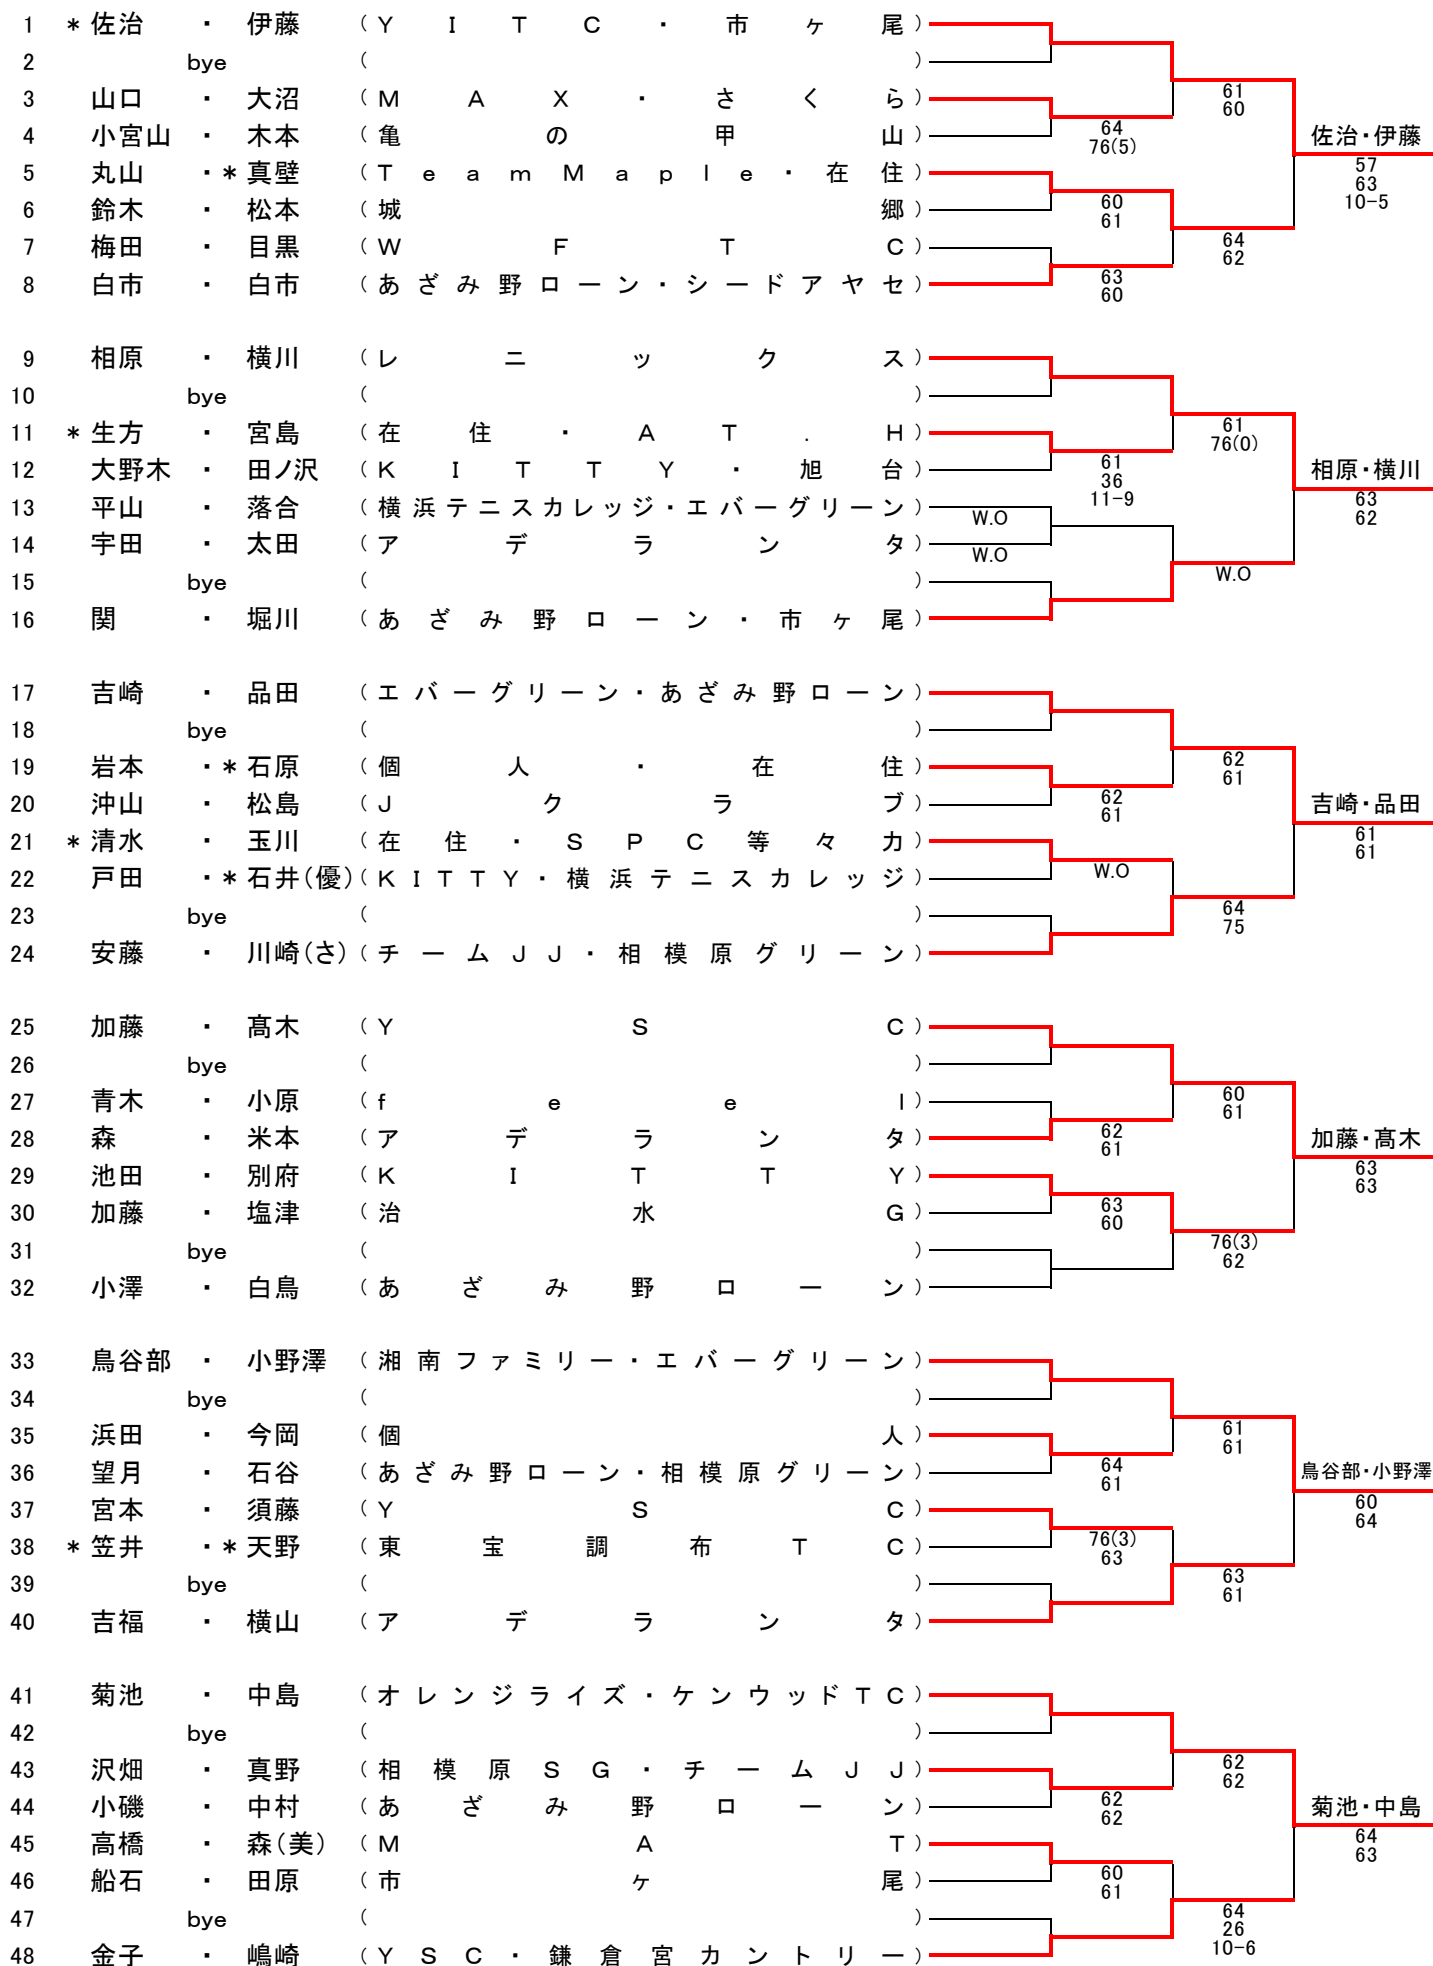 1 *佐治 ・ 伊藤 (YITC・市ヶ尾)
2 bye ( )
61
60
3 山口 ・ 大沼 (MAX・さくら)
64
76(5)
4 小宮山 ・ 木本 (亀の甲山)
佐治・伊藤
57
63
10-5
5 丸山 ・*真壁 (TeamMaple・在住)
60
61
6 鈴木 ・ 松本 (城郷)
64
62
7 梅田 ・ 目黒 (WFTC)
63
60
8 白市 ・ 白市 (あざみ野ローン・シードアヤセ)
9 相原 ・ 横川 (レニックス)
10 bye ( )
61
76(0)
11 *生方 ・ 宮島 (在住・AT.H)
61
36
11-9
12 大野木 ・ 田ノ沢 (KITTY・旭台)
相原・横川
63
62
13 平山 ・ 落合 (横浜テニスカレッジ・エバーグリーン)
W.O
14 宇田 ・ 太田 (アデランタ)
W.O
15 bye ( )
W.O
16 関 ・ 堀川 (あざみ野ローン・市ヶ尾)
17 吉崎 ・ 品田 (エバーグリーン・あざみ野ローン)
18 bye ( )
62
61
19 岩本 ・*石原 (個人・在住)
62
61
20 沖山 ・ 松島 (Jクラブ)
吉崎・品田
61
61
21 *清水 ・ 玉川 (在住・SPC等々力)
W.O
22 戸田 ・*石井(優) (KITTY・横浜テニスカレッジ)
64
75
23 bye ( )
24 安藤 ・ 川崎(さ) (チームJJ・相模原グリーン)
25 加藤 ・ 髙木 (YSC)
26 bye ( )
60
61
27 青木 ・ 小原 (feel)
62
61
28 森 ・ 米本 (アデランタ)
加藤・髙木
63
63
29 池田 ・ 別府 (KITTY)
63
60
30 加藤 ・ 塩津 (治水G)
76(3)
62
31 bye ( )
32 小澤 ・ 白鳥 (あざみ野ローン)
33 鳥谷部 ・ 小野澤 (湘南ファミリー・エバーグリーン)
34 bye ( )
61
61
35 浜田 ・ 今岡 (個人)
64
61
36 望月 ・ 石谷 (あざみ野ローン・相模原グリーン)
鳥谷部・小野澤
60
64
37 宮本 ・ 須藤 (YSC)
76(3)
63
38 *笠井 ・*天野 (東宝調布TC)
63
61
39 bye ( )
40 吉福 ・ 横山 (アデランタ)
41 菊池 ・ 中島 (オレンジライズ・ケンウッドTC)
42 bye ( )
62
62
43 沢畑 ・ 真野 (相模原SG・チームJJ)
62
62
44 小磯 ・ 中村 (あざみ野ローン)
菊池・中島
64
63
45 高橋 ・ 森(美) (MAT)
60
61
46 船石 ・ 田原 (市ヶ尾)
64
26
10-6
47 bye ( )
48 金子 ・ 嶋崎 (YSC・鎌倉宮カントリー)